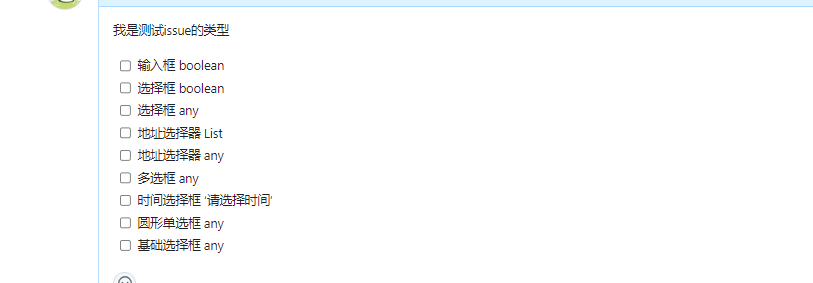 我是测试issue的类型
输入框 boolean
选择框 boolean
选择框 any
地址选择器 List
地址选择器 any
多选框 any
时间选择框 '请选择时间'
圆形单选框 any
基础选择框 any